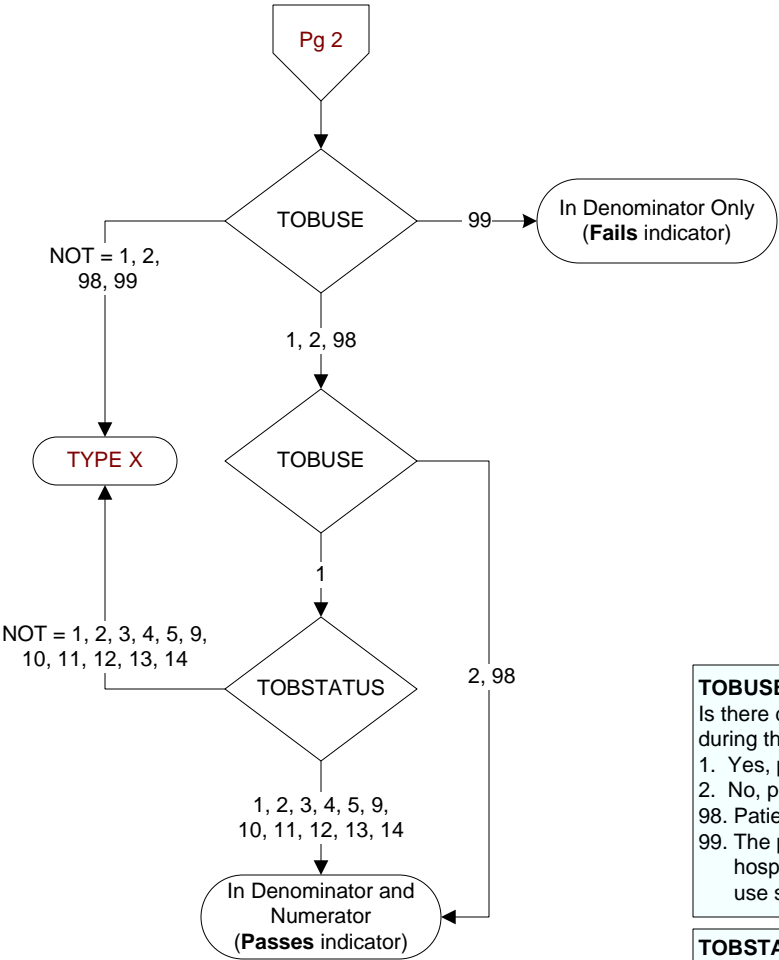 Pg 2
TOBUSE
99
In Denominator Only
(Fails indicator)
NOT = 1, 2,
98, 99
1, 2, 98
TYPE X
TOBUSE
1
NOT = 1, 2, 3, 4, 5, 9,
10, 11, 12, 13, 14
TOBSTATUS
2, 98
1, 2, 3, 4, 5, 9,
10, 11, 12, 13, 14
In Denominator and
Numerator
(Passes indicator)
TOBUSE
Is there
during
1. Yes,
2. No,
98.
99. The
use